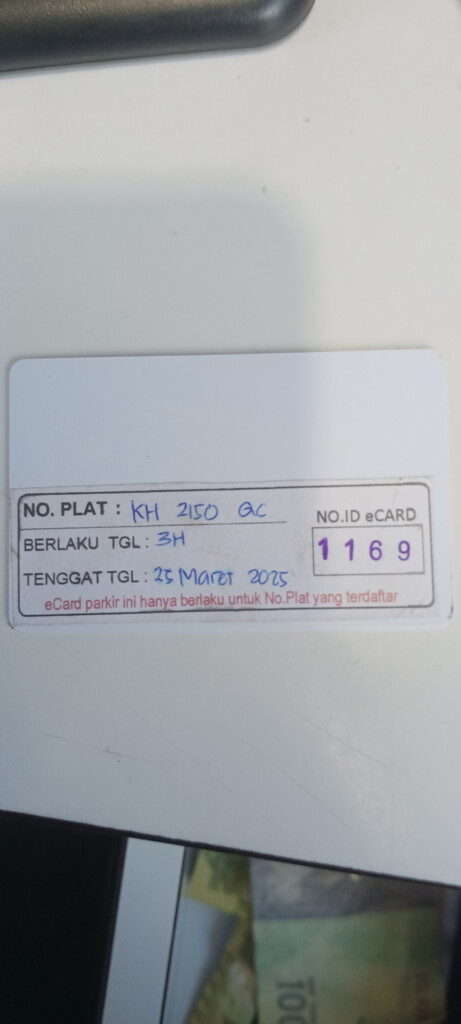 NO. PLAT : KH 2150 QC
NO.ID eCARD
BERLAKU TGL : 3H
1169
TENGGAT TGL : 25 Maret 2025
eCard parkir ini hanya berlaku untuk No.Plat yang terdaftar
100